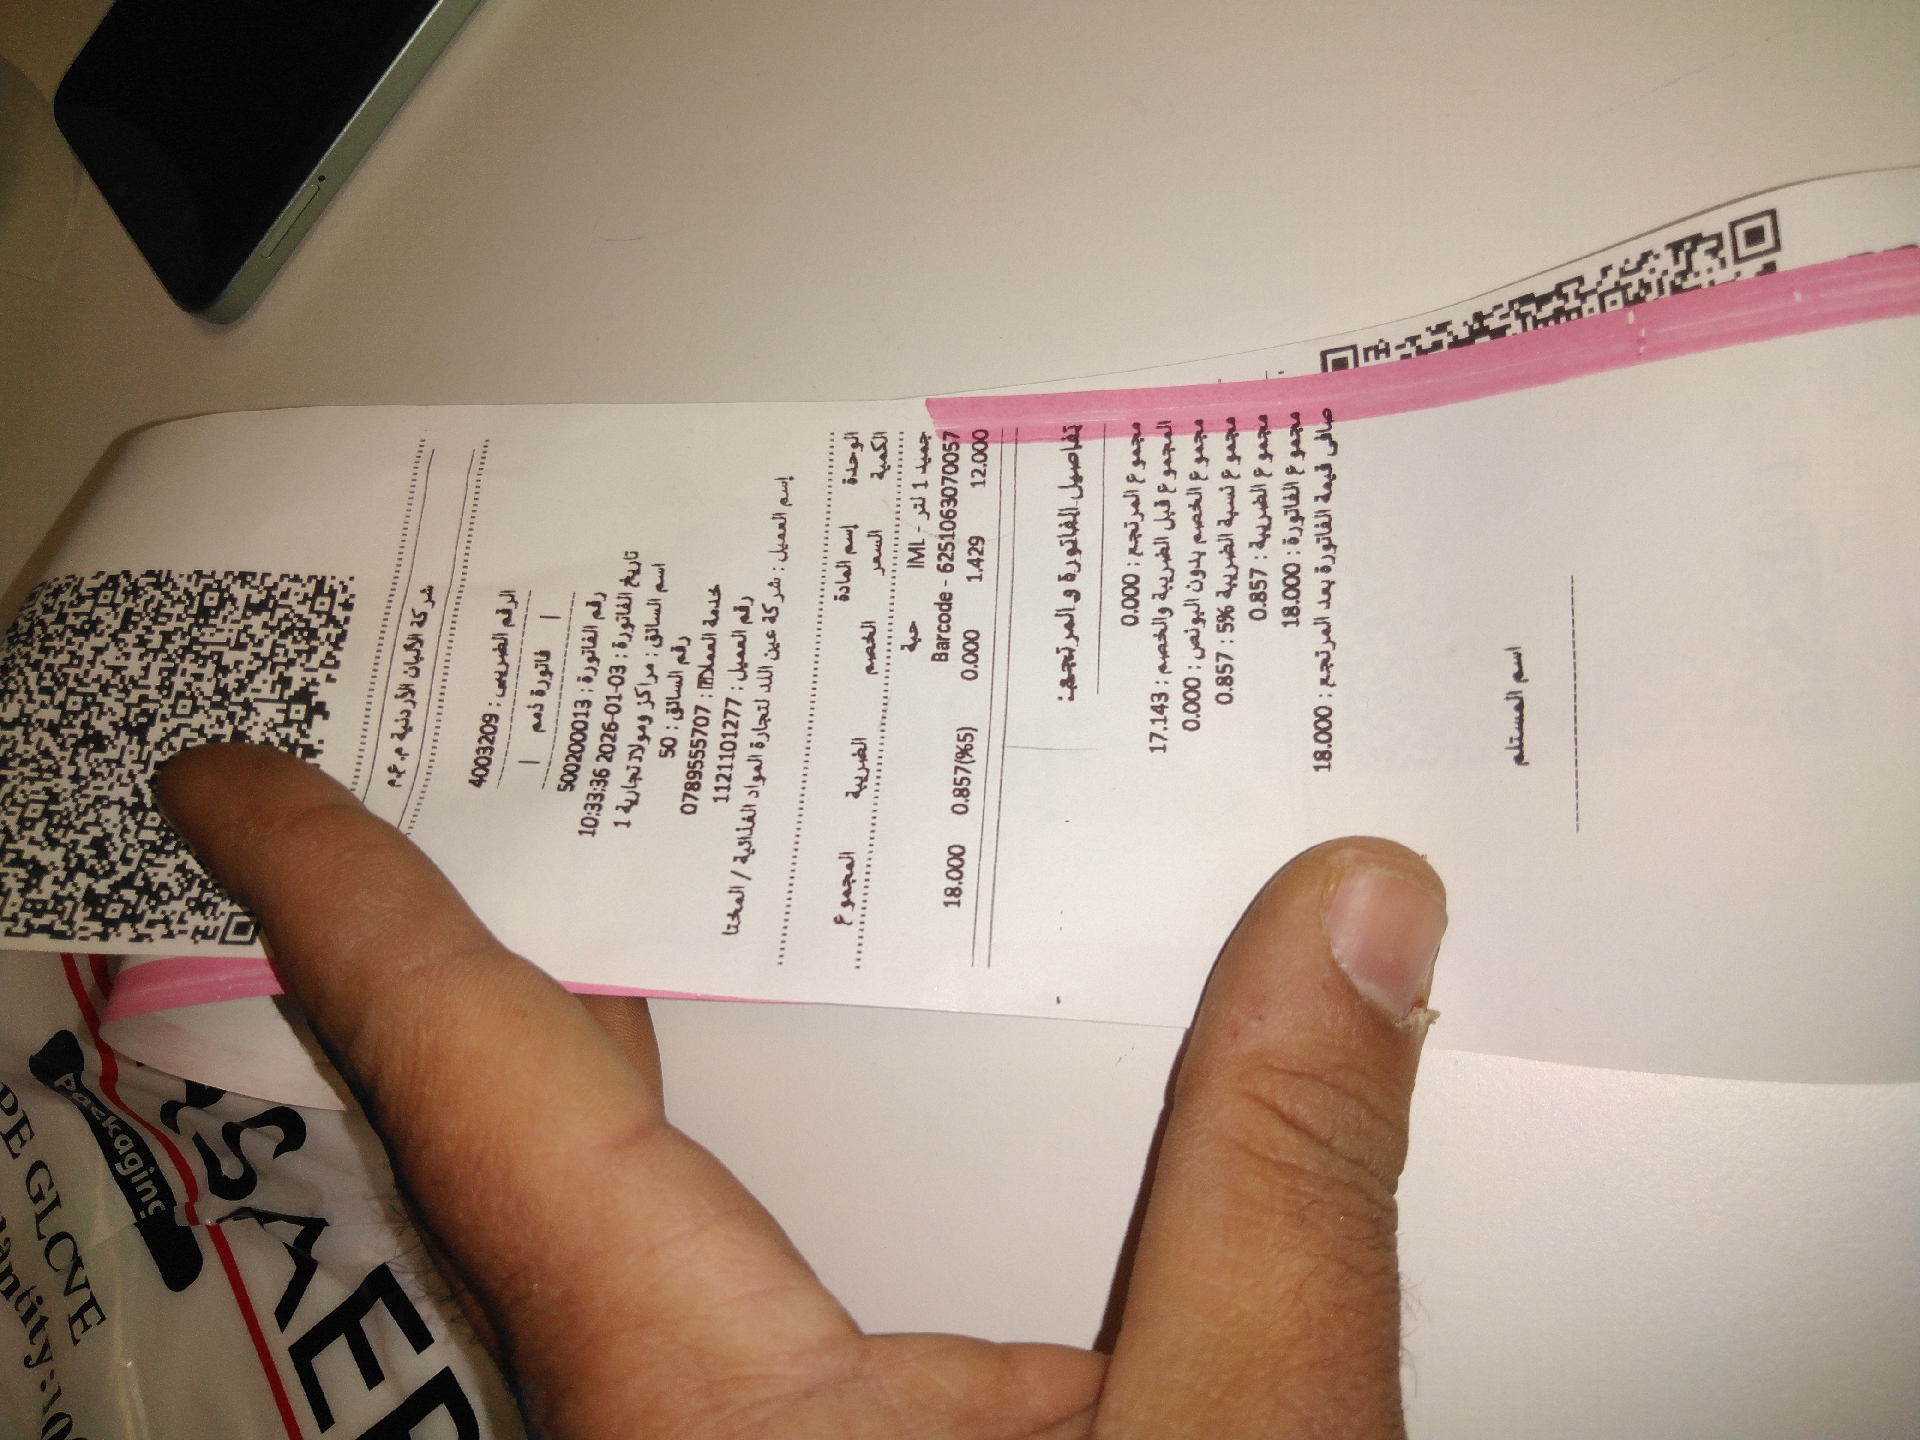 شركة الألبان الأردنية م.ع.م
الرقم الضريبي : 4003209
| فاتورة ذمم |
رقم الفاتورة : 500200013
تاريخ الفاتورة : 03-01-2026 10:33:36
اسم السائق : مراكز ومولات تجارية 1
رقم السائق : 50
خدمة العملاء : 0789555707
رقم العميل : 1121101277
إسم العميل : شركة عين اللد لتجارة المواد الغذائية / المختا
الوحدة إسم المادة
الكمية السعر الخصم الضريبة المجموع
جميد 1 لتر - IML حبة
Barcode - 6251063070057
12.000 1.429 0.000 0.857(%5) 18.000
تفاصيل الفاتورة و المرتجع:
مجموع المرتجع : 0.000
المجموع قبل الضريبة والخصم : 17.143
مجموع الخصم بدون البونص : 0.000
مجموع نسبة الضريبة 5% : 0.857
مجموع الضريبة : 0.857
مجموع الفاتورة : 18.000
صافي قيمة الفاتورة بعد المرتجع : 18.000
اسم المستلم
Packaging
PE GLOVE